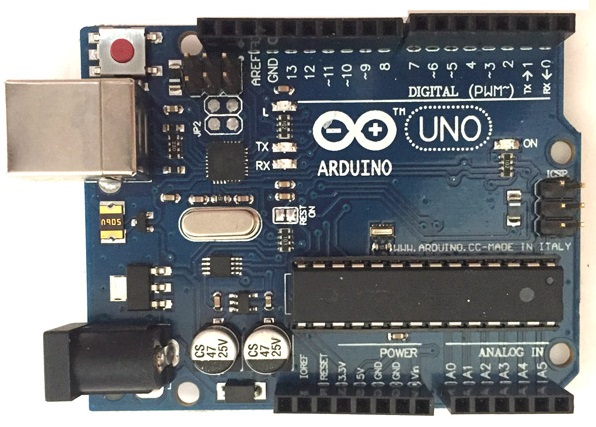 AREF
GND
13
12
~11
~10
~9
8
7
~6
~5
4
~3
2
TX→1
RX←0
DIGITAL (PWM~)
JP2
L
TX
RX
TM
UNO
ARDUINO
ON
ICSP
REST
ON
WWW.ARDUINO.CC-MADE IN ITALY
CS
47
25V
CS
47
25V
POWER
ANALOG IN
IOREF
RESET
3.3V
5V
GND
GND
Vin
A0
A1
A2
A3
A4
A5